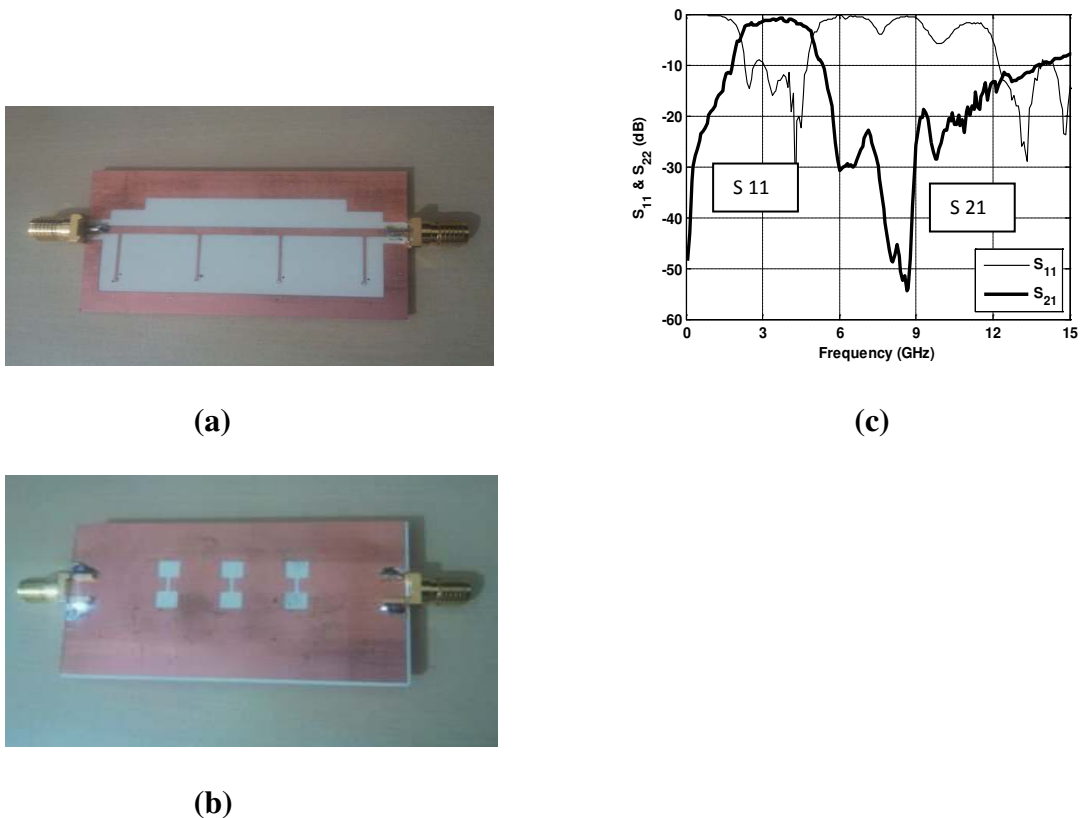 0
-10
-20
-30
-40
-50
-60
0 3 6 9 12 15
S11 & S22 (dB)
Frequency (GHz)
S 11
S 21
S11
S21
(a)
(c)
(b)